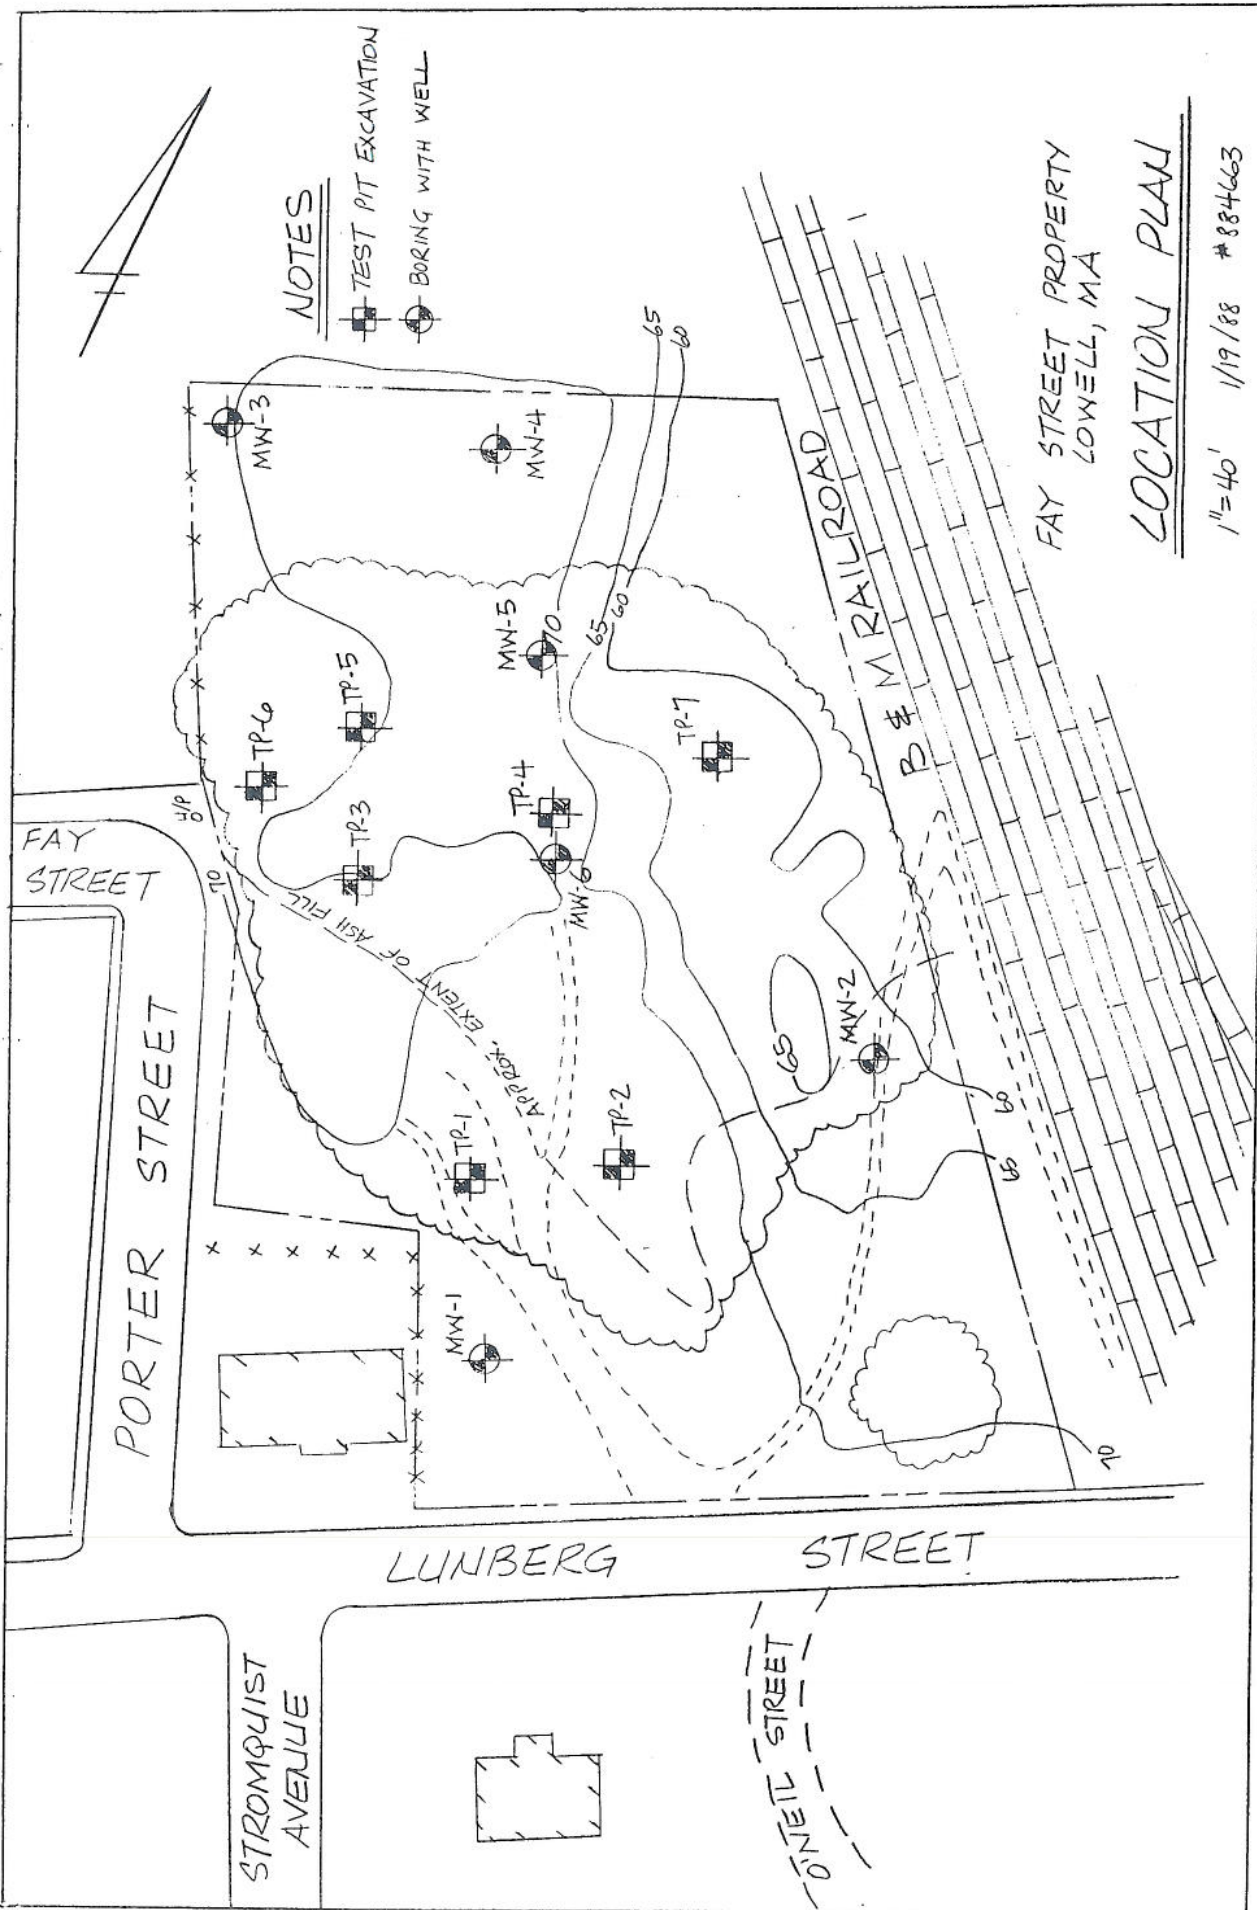 NOTES
TEST PIT EXCAVATION
BORING WITH WELL
FAY STREET PROPERTY
LOWELL, MA
LOCATION PLAN
1"=40' 1/19/88 #884663
FAY
STREET
U/P
PORTER STREET
LUNBERG STREET
STROMQUIST
AVENUE
O'NEIL STREET
B & M RAILROAD
APPROX. EXTENT OF ASH FILL
MW-1
MW-2
MW-3
MW-4
MW-5
MW-6
TP-1
TP-2
TP-3
TP-4
TP-5
TP-6
TP-7
70
70
70
65
60
65
60
65
65
60